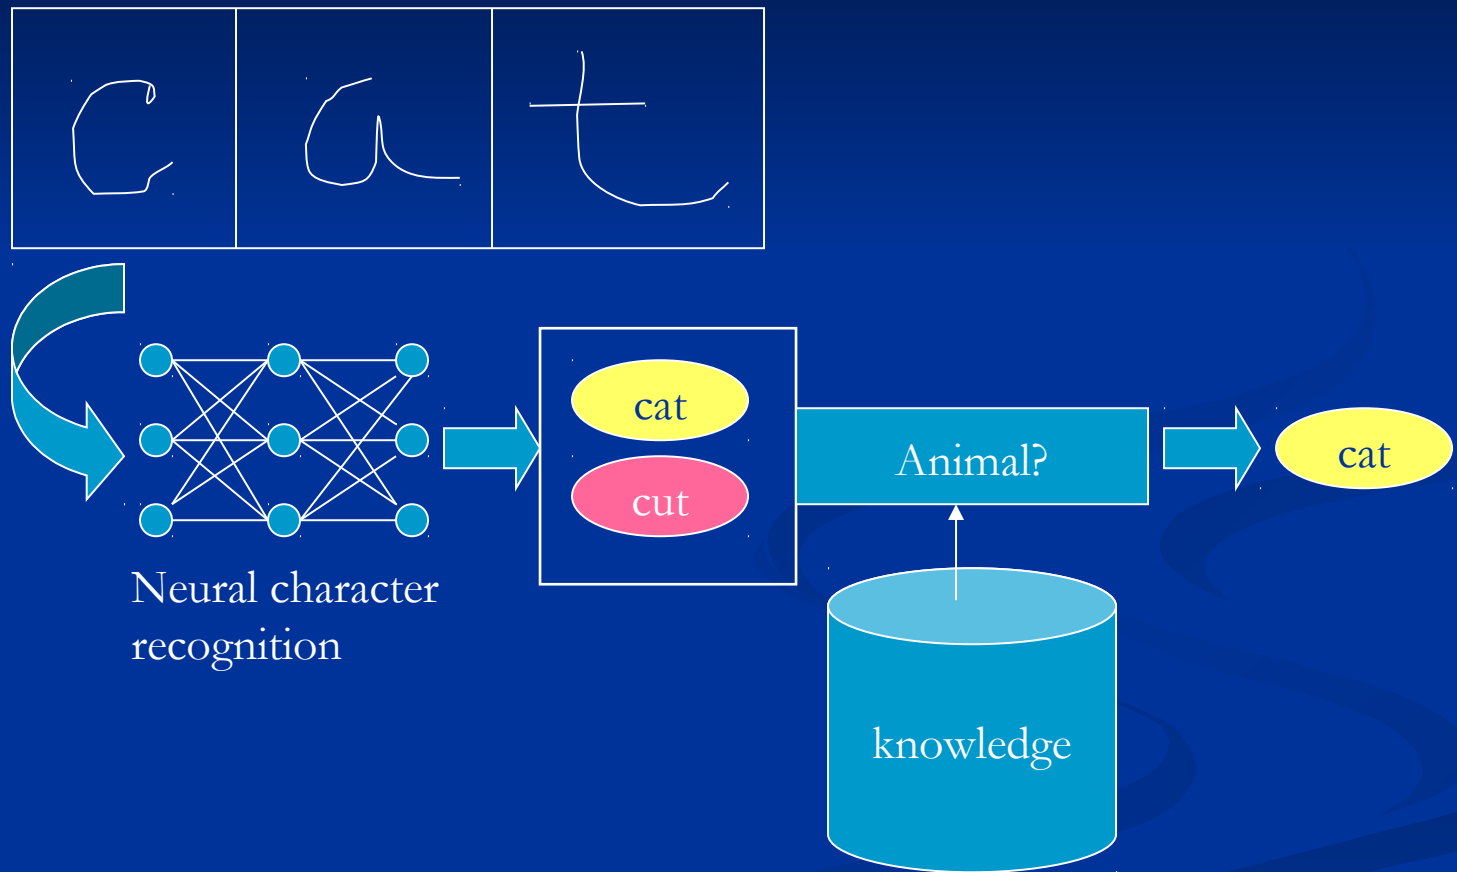 c a t
cat
cut
Animal?
cat
Neural character
recognition
knowledge